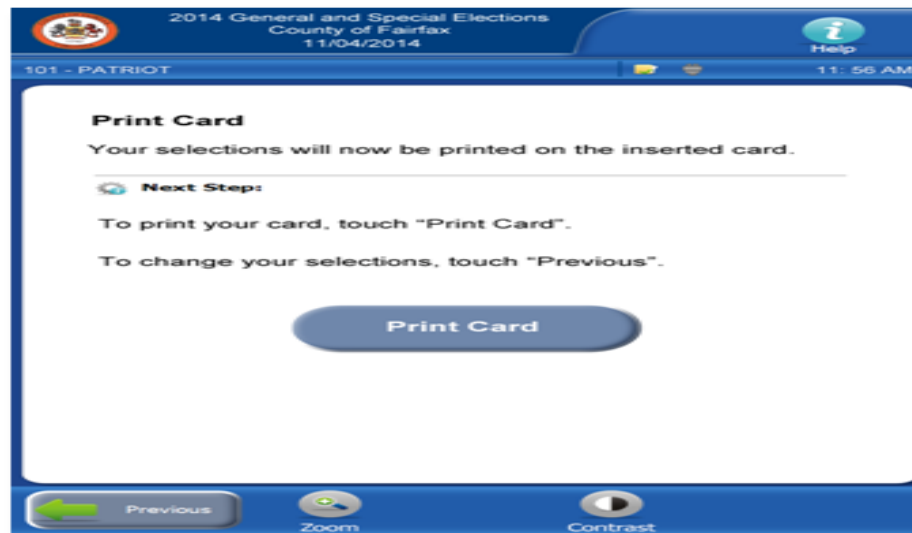 2014 General and Special Elections
County of Fairfax
11/04/2014
Help
101 - PATRIOT
11: 56 AM
Print Card
Your selections will now be printed on the inserted card.
Next Step:
To print your card, touch "Print Card".
To change your selections, touch "Previous".
Print Card
Previous
Zoom
Contrast